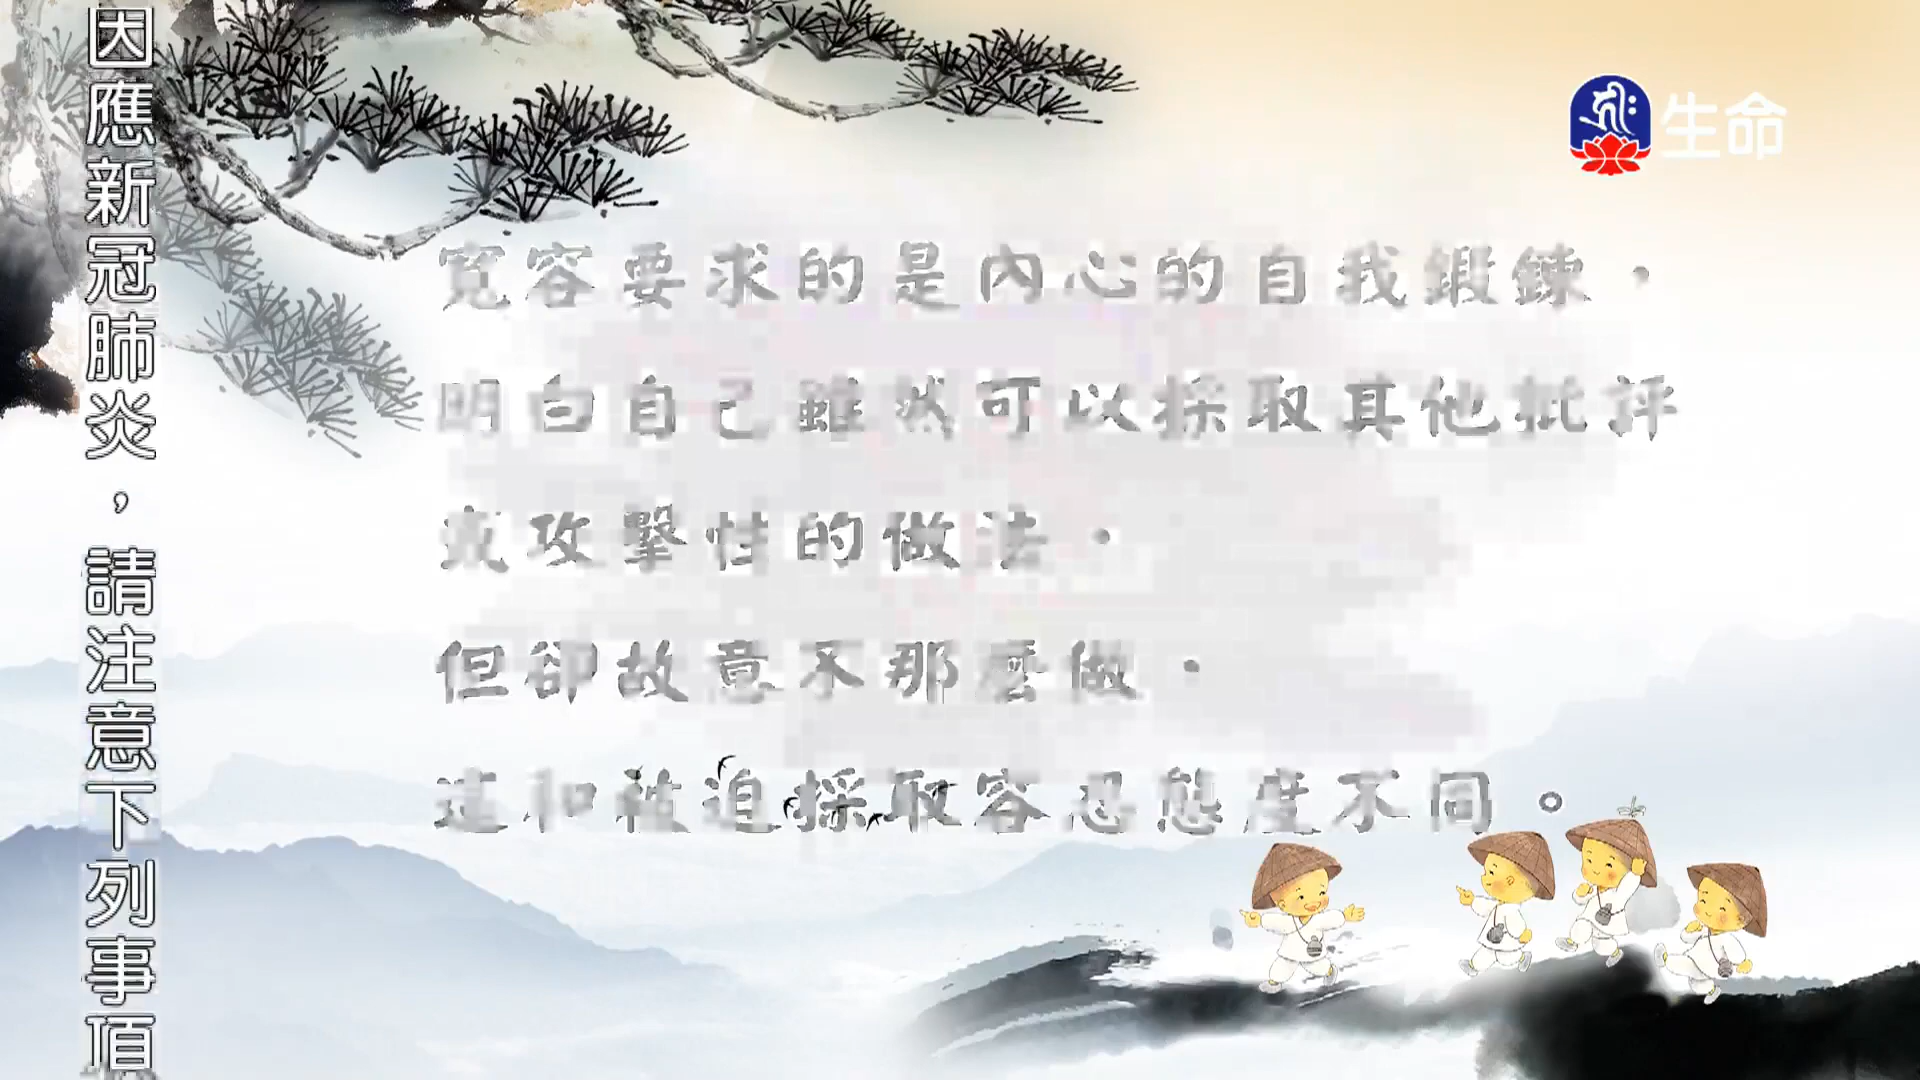 因應新冠肺炎，請注意下列事項
生命
寬容要求的是內心的自我鍛鍊，
明白自己雖然可以採取其他批評
或攻擊性的做法，
但卻故意不那麼做，
這和被迫採取容忍態度不同。